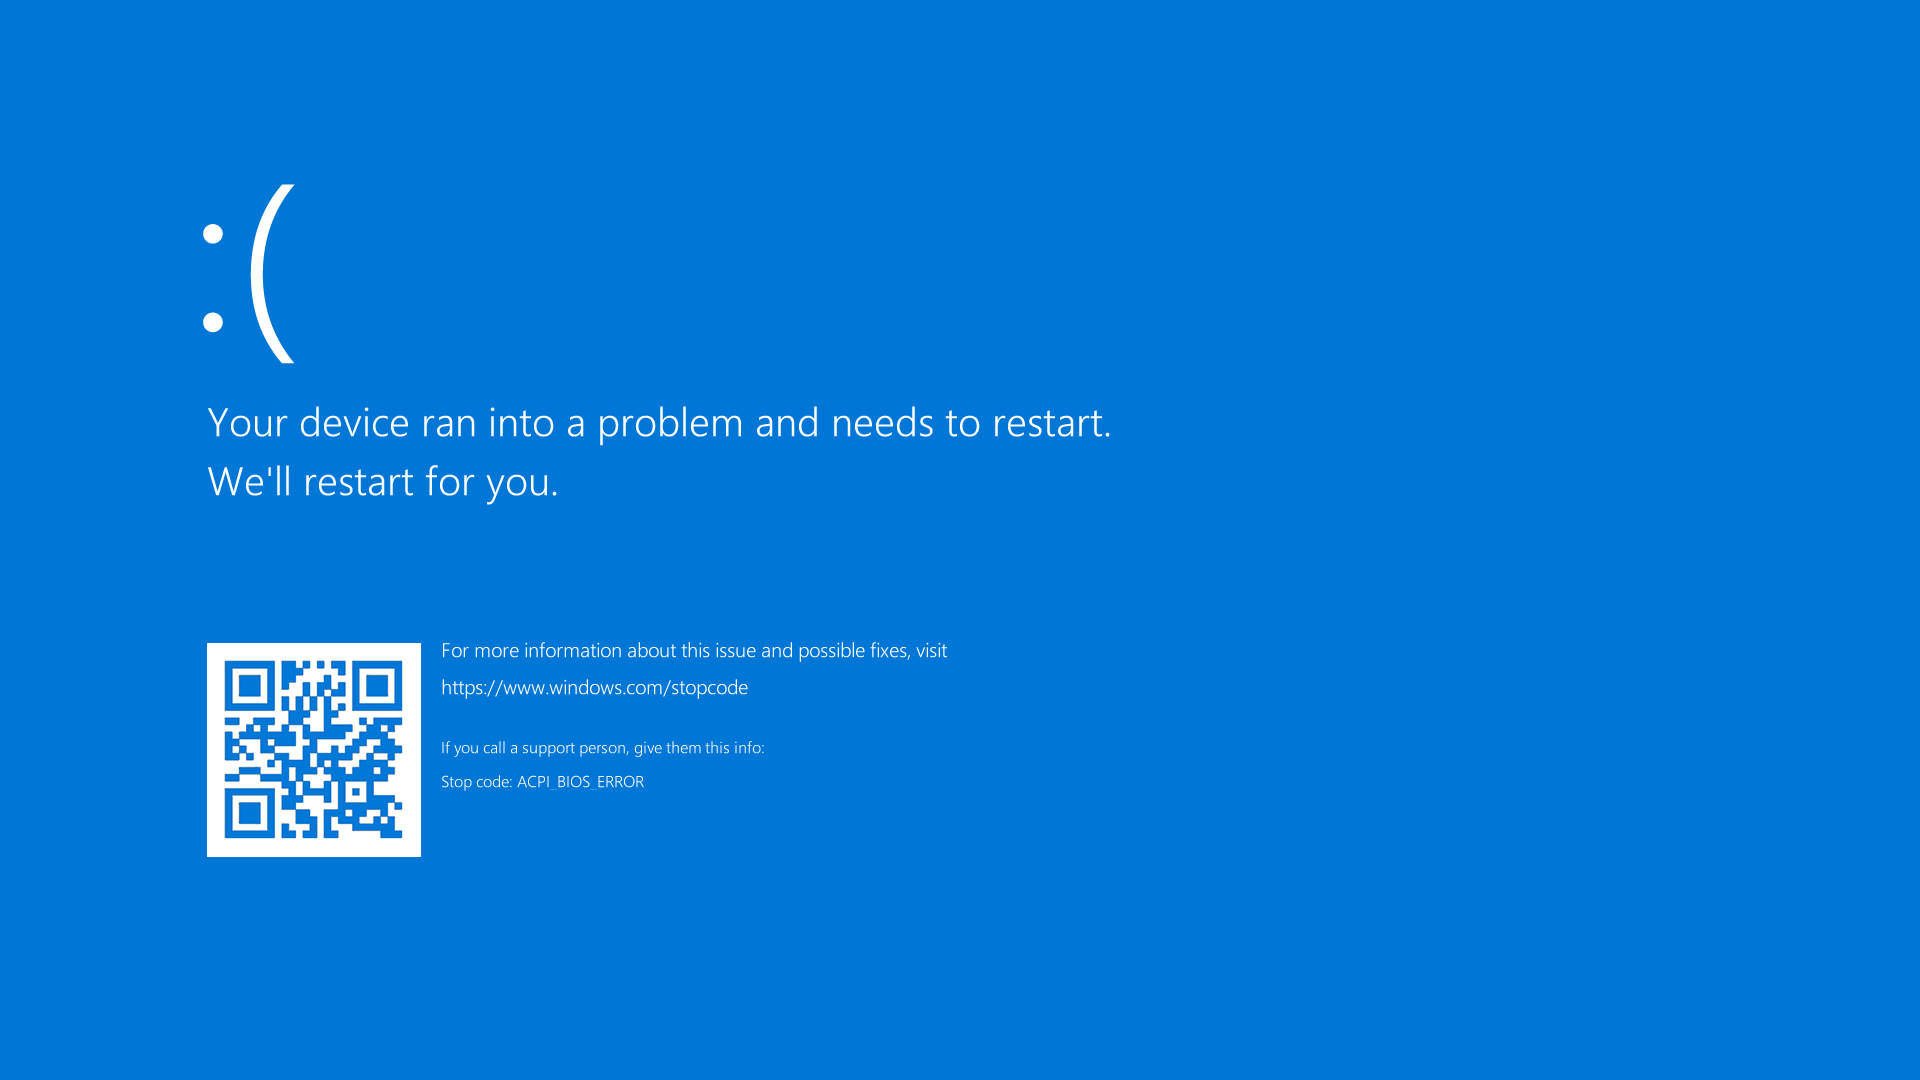 :(
Your device ran into a problem and needs to restart.
We'll restart for you.
For more information about this issue and possible fixes, visit
https://www.windows.com/stopcode
If you call a support person, give them this info:
Stop code: ACPI_BIOS_ERROR